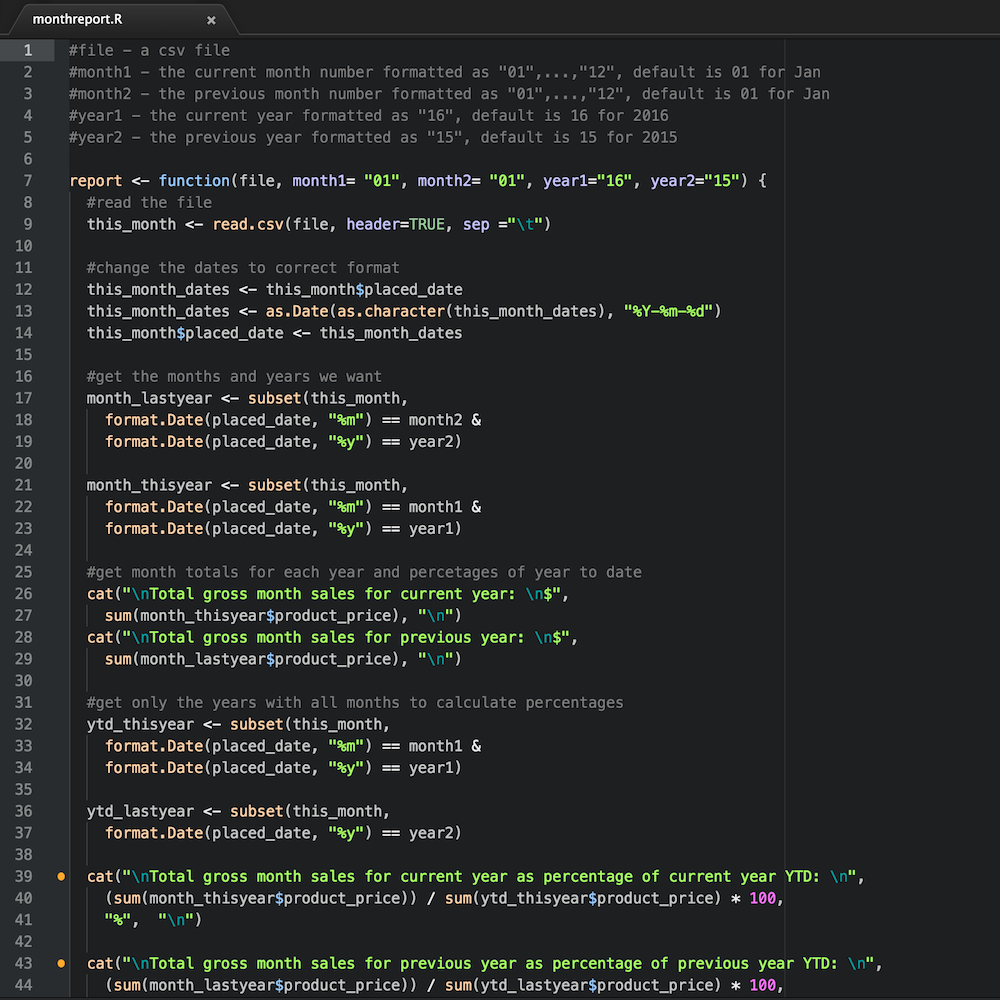 monthreport.R ×
1 #file – a csv file
2 #month1 – the current month number formatted as "01",...,"12", default is 01 for Jan
3 #month2 – the previous month number formatted as "01",...,"12", default is 01 for Jan
4 #year1 – the current year formatted as "16", default is 16 for 2016
5 #year2 – the previous year formatted as "15", default is 15 for 2015
6
7 report <- function(file, month1= "01", month2= "01", year1="16", year2="15") {
8 #read the file
9 this_month <- read.csv(file, header=TRUE, sep ="\t")
10
11 #change the dates to correct format
12 this_month_dates <- this_month$placed_date
13 this_month_dates <- as.Date(as.character(this_month_dates), "%Y-%m-%d")
14 this_month$placed_date <- this_month_dates
15
16 #get the months and years we want
17 month_lastyear <- subset(this_month,
18 format.Date(placed_date, "%m") == month2 &
19 format.Date(placed_date, "%y") == year2)
20
21 month_thisyear <- subset(this_month,
22 format.Date(placed_date, "%m") == month1 &
23 format.Date(placed_date, "%y") == year1)
24
25 #get month totals for each year and percetages of year to date
26 cat("\nTotal gross month sales for current year: \n$",
27 sum(month_thisyear$product_price), "\n")
28 cat("\nTotal gross month sales for previous year: \n$",
29 sum(month_lastyear$product_price), "\n")
30
31 #get only the years with all months to calculate percentages
32 ytd_thisyear <- subset(this_month,
33 format.Date(placed_date, "%m") == month1 &
34 format.Date(placed_date, "%y") == year1)
35
36 ytd_lastyear <- subset(this_month,
37 format.Date(placed_date, "%y") == year2)
38
39 cat("\nTotal gross month sales for current year as percentage of current year YTD: \n",
40 (sum(month_thisyear$product_price)) / sum(ytd_thisyear$product_price) * 100,
41 "%", "\n")
42
43 cat("\nTotal gross month sales for previous year as percentage of previous year YTD: \n",
44 (sum(month_lastyear$product_price)) / sum(ytd_lastyear$product_price) * 100,